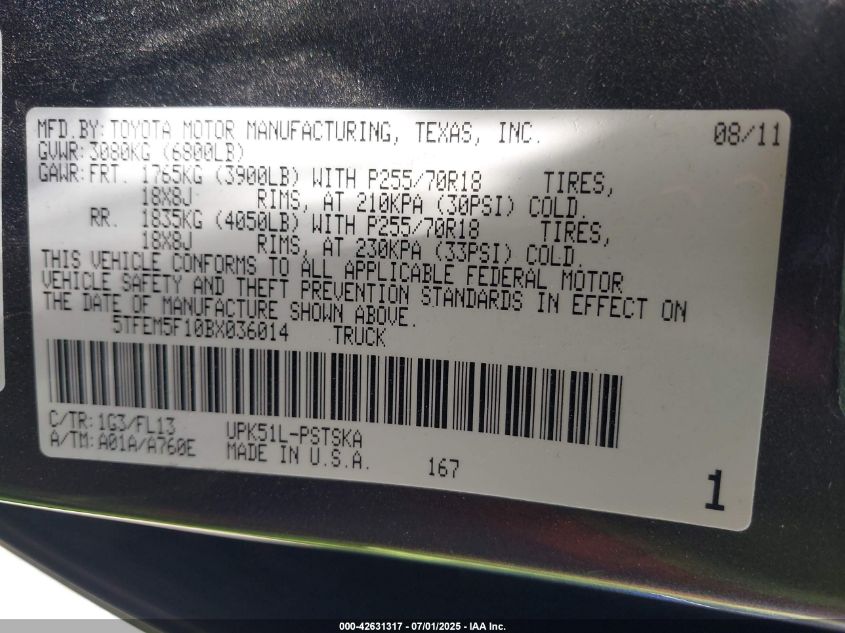 MFD.BY: TOYOTA MOTOR MANUFACTURING, TEXAS, INC. 08/11
GVWR: 3080KG (6800LB)
GAWR: FRT. 1765KG (3900LB) WITH P255/70R18 TIRES,
18X8J RIMS, AT 210KPA (30PSI) COLD.
RR. 1835KG (4050LB) WITH P255/70R18 TIRES,
18X8J RIMS, AT 230KPA (33PSI) COLD
THIS VEHICLE CONFORMS TO ALL APPLICABLE FEDERAL MOTOR
VEHICLE SAFETY AND THEFT PREVENTION STANDARDS IN EFFECT ON
THE DATE OF MANUFACTURE SHOWN ABOVE.
5TFEM5F10BX036014 TRUCK
C/TR: 1G3/FL13 UPK51L-PSTSKA
A/TM: A01A/A760E MADE IN U.S.A. 167
1
000-42631317 - 07/01/2025 - IAA Inc.